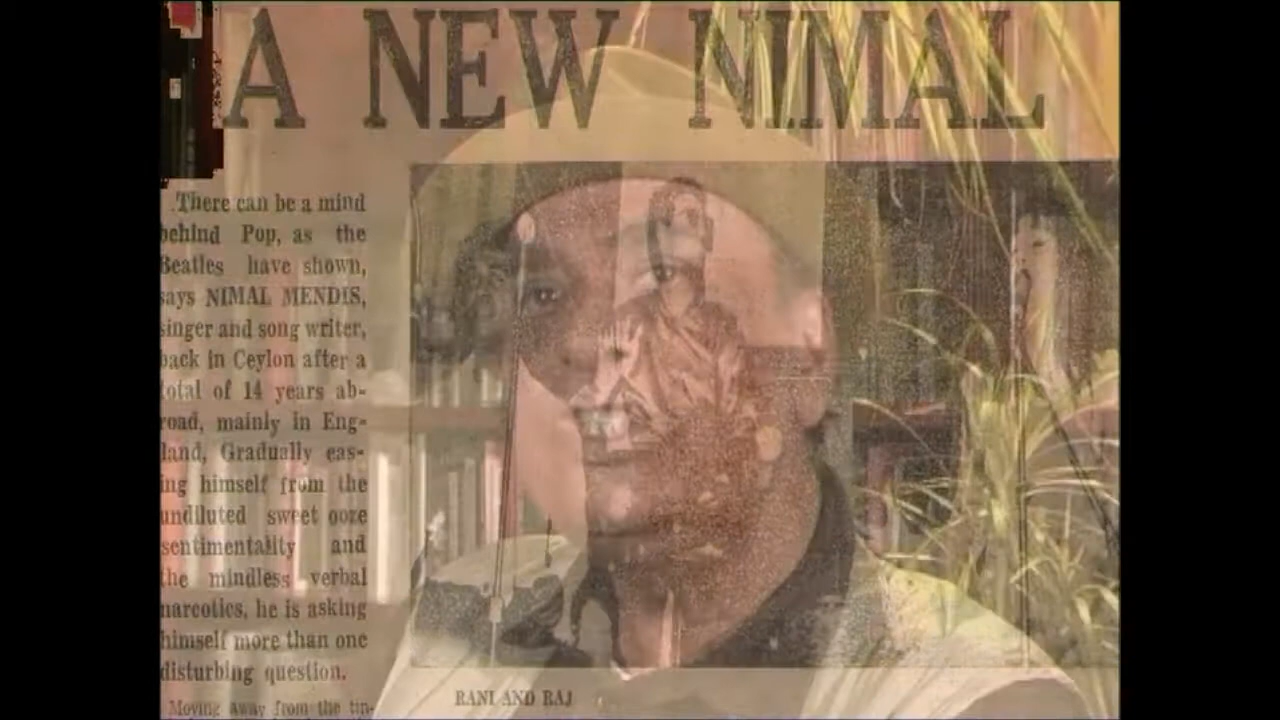 A NEW NIMAL
There can be a mind
behind Pop, as the
Beatles have shown,
says NIMAL MENDIS,
singer and song writer,
back in Ceylon after a
total of 14 years ab-
road, mainly in Eng-
land, Gradually eas-
ing himself from the
undiluted sweet ooze
sentimentality and
the mindless verbal
narcotics, he is asking
himself more than one
disturbing question.
Moving away from the tin-
RANI AND RAJ